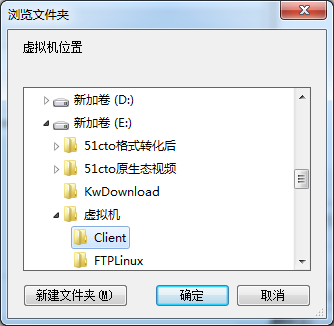 浏览文件夹
虚拟机位置
新加卷 (D:)
新加卷 (E:)
51cto格式转化后
51cto原生态视频
KwDownload
虚拟机
Client
FTPLinux
新建文件夹(M) 确定 取消